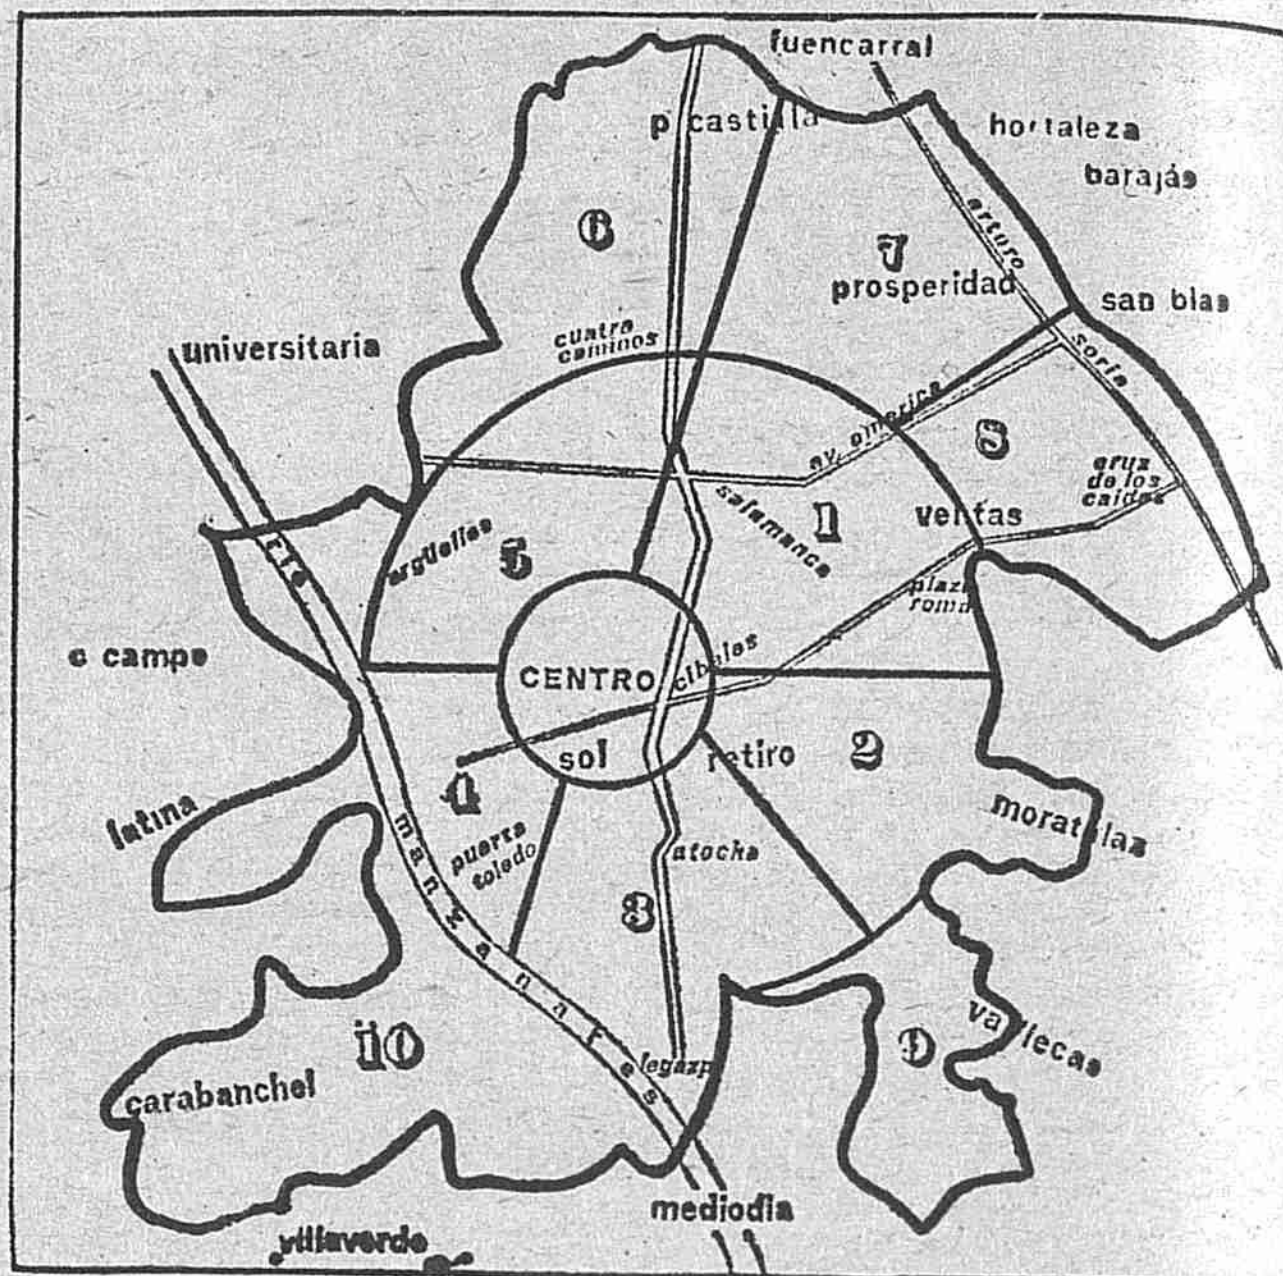 fuencarral
p castilla
hortaleza
barajás
6
7
arturo
prosperidad
san blas
cuatro
caminos
universitaria
soria
av. america
8
cruz
de los
caidos
salamanca
1
ventas
argüelles
5
rio
plaza
roma
c campo
CENTRO
cibeles
sol
retiro
2
4
latina
moratalaz
puerta
toledo
atocha
manzanares
3
vallecas
10
9
legazpi
carabanchel
mediodia
villaverde